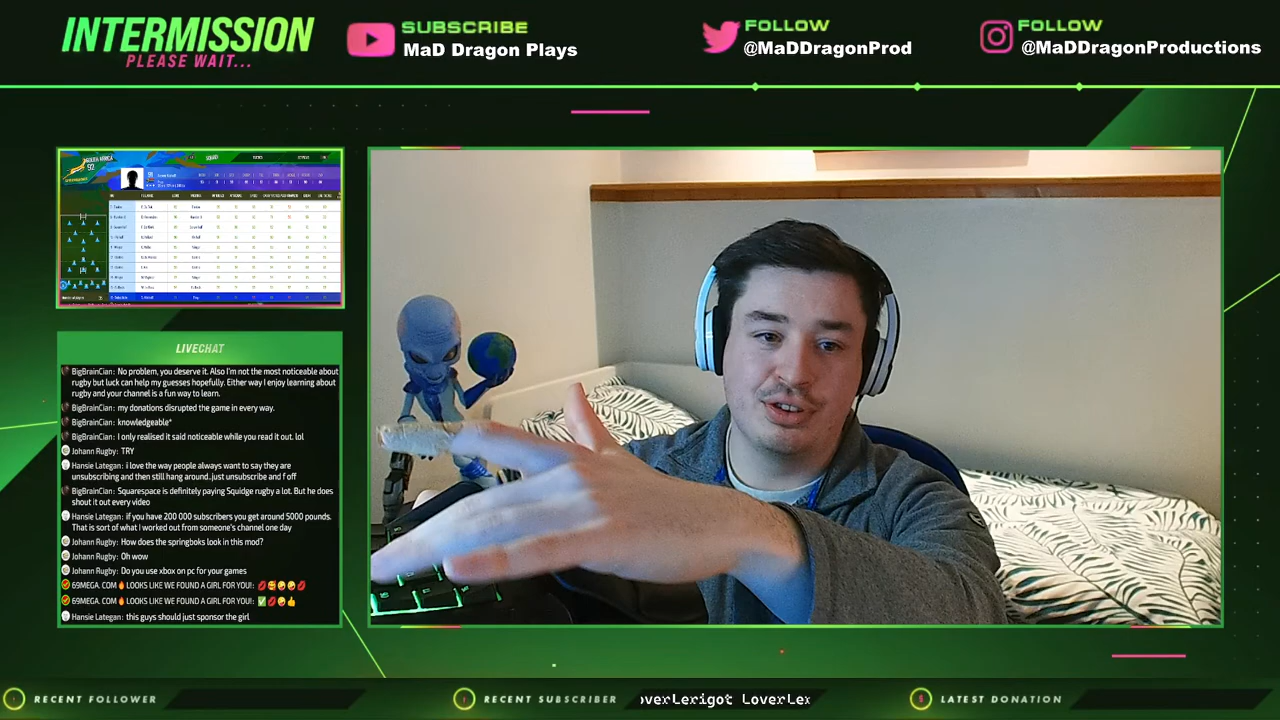 INTERMISSION
PLEASE WAIT...
SUBSCRIBE
MaD Dragon Plays
FOLLOW
@MaDDragonProd
FOLLOW
@MaDDragonProductions
SOUTH AFRICA
92
SQUAD
LIVECHAT
BigBrainCian: No problem, you deserve it. Also I'm not the most noticeable about
rugby but luck can help my guesses hopefully. Either way I enjoy learning about
rugby and your channel is a fun way to learn.
BigBrainCian: my donations disrupted the game in every way.
BigBrainCian: knowledgeable*
BigBrainCian: I only realised it said noticeable while you read it out. lol
Johann Rugby: TRY
Hansie Lategan: i love the way people always want to say they are
unsubscribing and then still hang around..just unsubscribe and f off
BigBrainCian: Squarespace is definitely paying Squidge rugby a lot. But he does
shout it out every video
Hansie Lategan: if you have 200 000 subscribers you get around 5000 pounds.
That is sort of what I worked out from someone's channel one day
Johann Rugby: How does the springboks look in this mod?
Johann Rugby: Oh wow
Johann Rugby: Do you use xbox on pc for your games
69MEGA. COM🔥LOOKS LIKE WE FOUND A GIRL FOR YOU!: 💋🥰🤪🤪💋
69MEGA. COM🔥LOOKS LIKE WE FOUND A GIRL FOR YOU!: ✅💋🤪👍
Hansie Lategan: this guys should just sponsor the girl
RECENT FOLLOWER
RECENT SUBSCRIBER
overLerigot LoverLe
LATEST DONATION